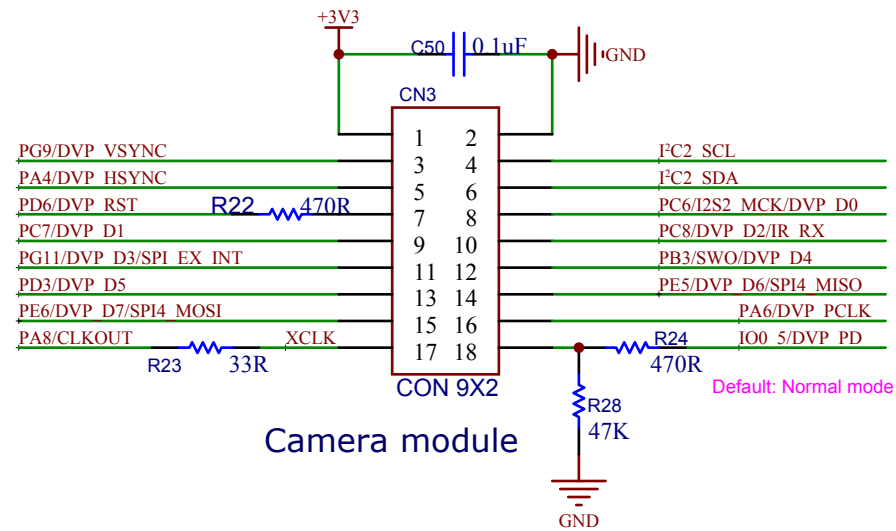 +3V3
C50 0.1uF
GND
CN3
1 2
PG9/DVP_VSYNC 3 4 I²C2_SCL
PA4/DVP_HSYNC 5 6 I²C2_SDA
PD6/DVP_RST R22 470R 7 8 PC6/I2S2_MCK/DVP_D0
PC7/DVP_D1 9 10 PC8/DVP_D2/IR_RX
PG11/DVP_D3/SPI_EX_INT 11 12 PB3/SWO/DVP_D4
PD3/DVP_D5 13 14 PE5/DVP_D6/SPI4_MISO
PE6/DVP_D7/SPI4_MOSI 15 16 PA6/DVP_PCLK
PA8/CLKOUT R23 33R XCLK 17 18 R24 470R IO0_5/DVP_PD
CON 9X2
Default: Normal mode
R28
47K
Camera module
GND